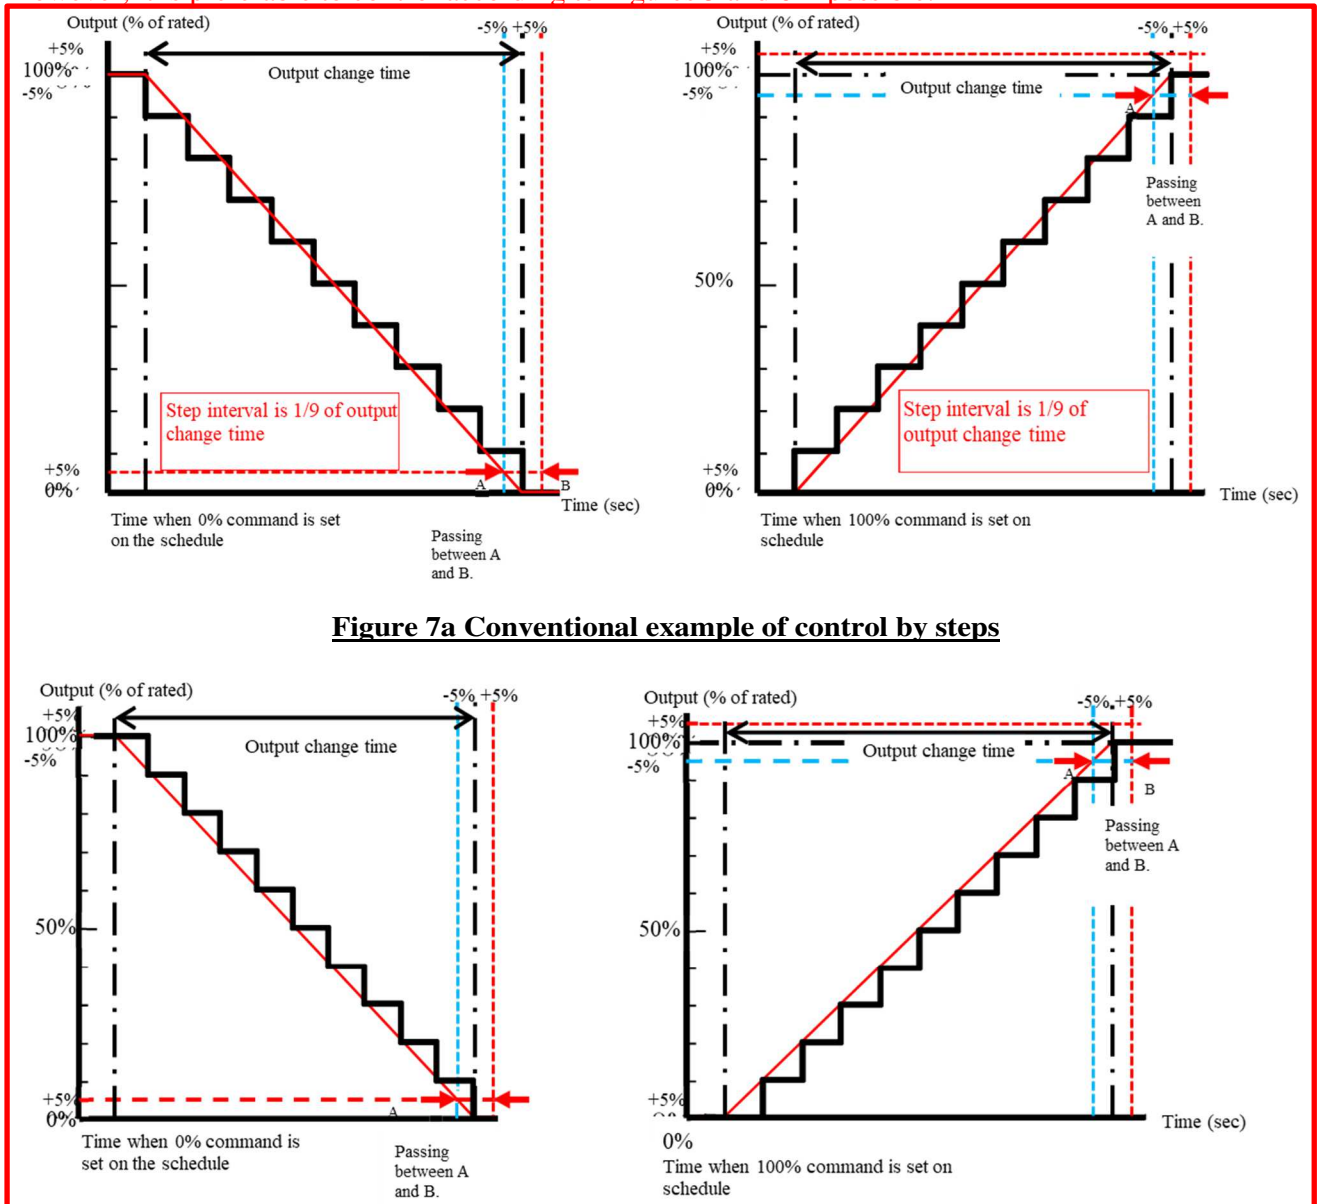 Output (% of rated)
-5% +5%
+5%
100%
-5%
Output change time
Step interval is 1/9 of output
change time
+5%
0%
A
B
Time (sec)
Time when 0% command is set
on the schedule
Passing
between A
and B.
Output (% of rated)
-5% +5%
+5%
100%
-5%
Output change time
A
Passing
between
A and B.
50%
Step interval is 1/9 of
output change time
+5%
0%
Time (sec)
Time when 100% command is set on
schedule
Figure 7a Conventional example of control by steps
Output (% of rated)
-5% +5%
+5%
100%
-5%
Output change time
50%
+5%
0%
A
Time when 0% command is
set on the schedule
Passing
between A
and B.
Output (% of rated)
-5% +5%
+5%
100%
-5%
Output change time
A
B
Passing
between A
and B.
50%
+5%
0%
Time (sec)
Time when 100% command is set on
schedule